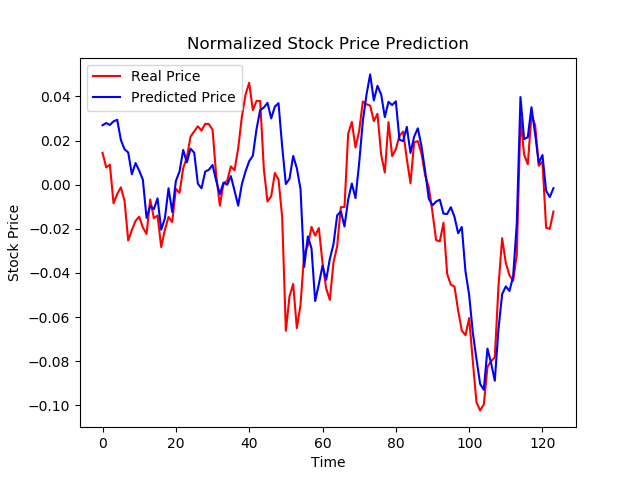 Normalized Stock Price Prediction
Real Price
Predicted Price
Stock Price
0.04
0.02
0.00
−0.02
−0.04
−0.06
−0.08
−0.10
0 20 40 60 80 100 120
Time